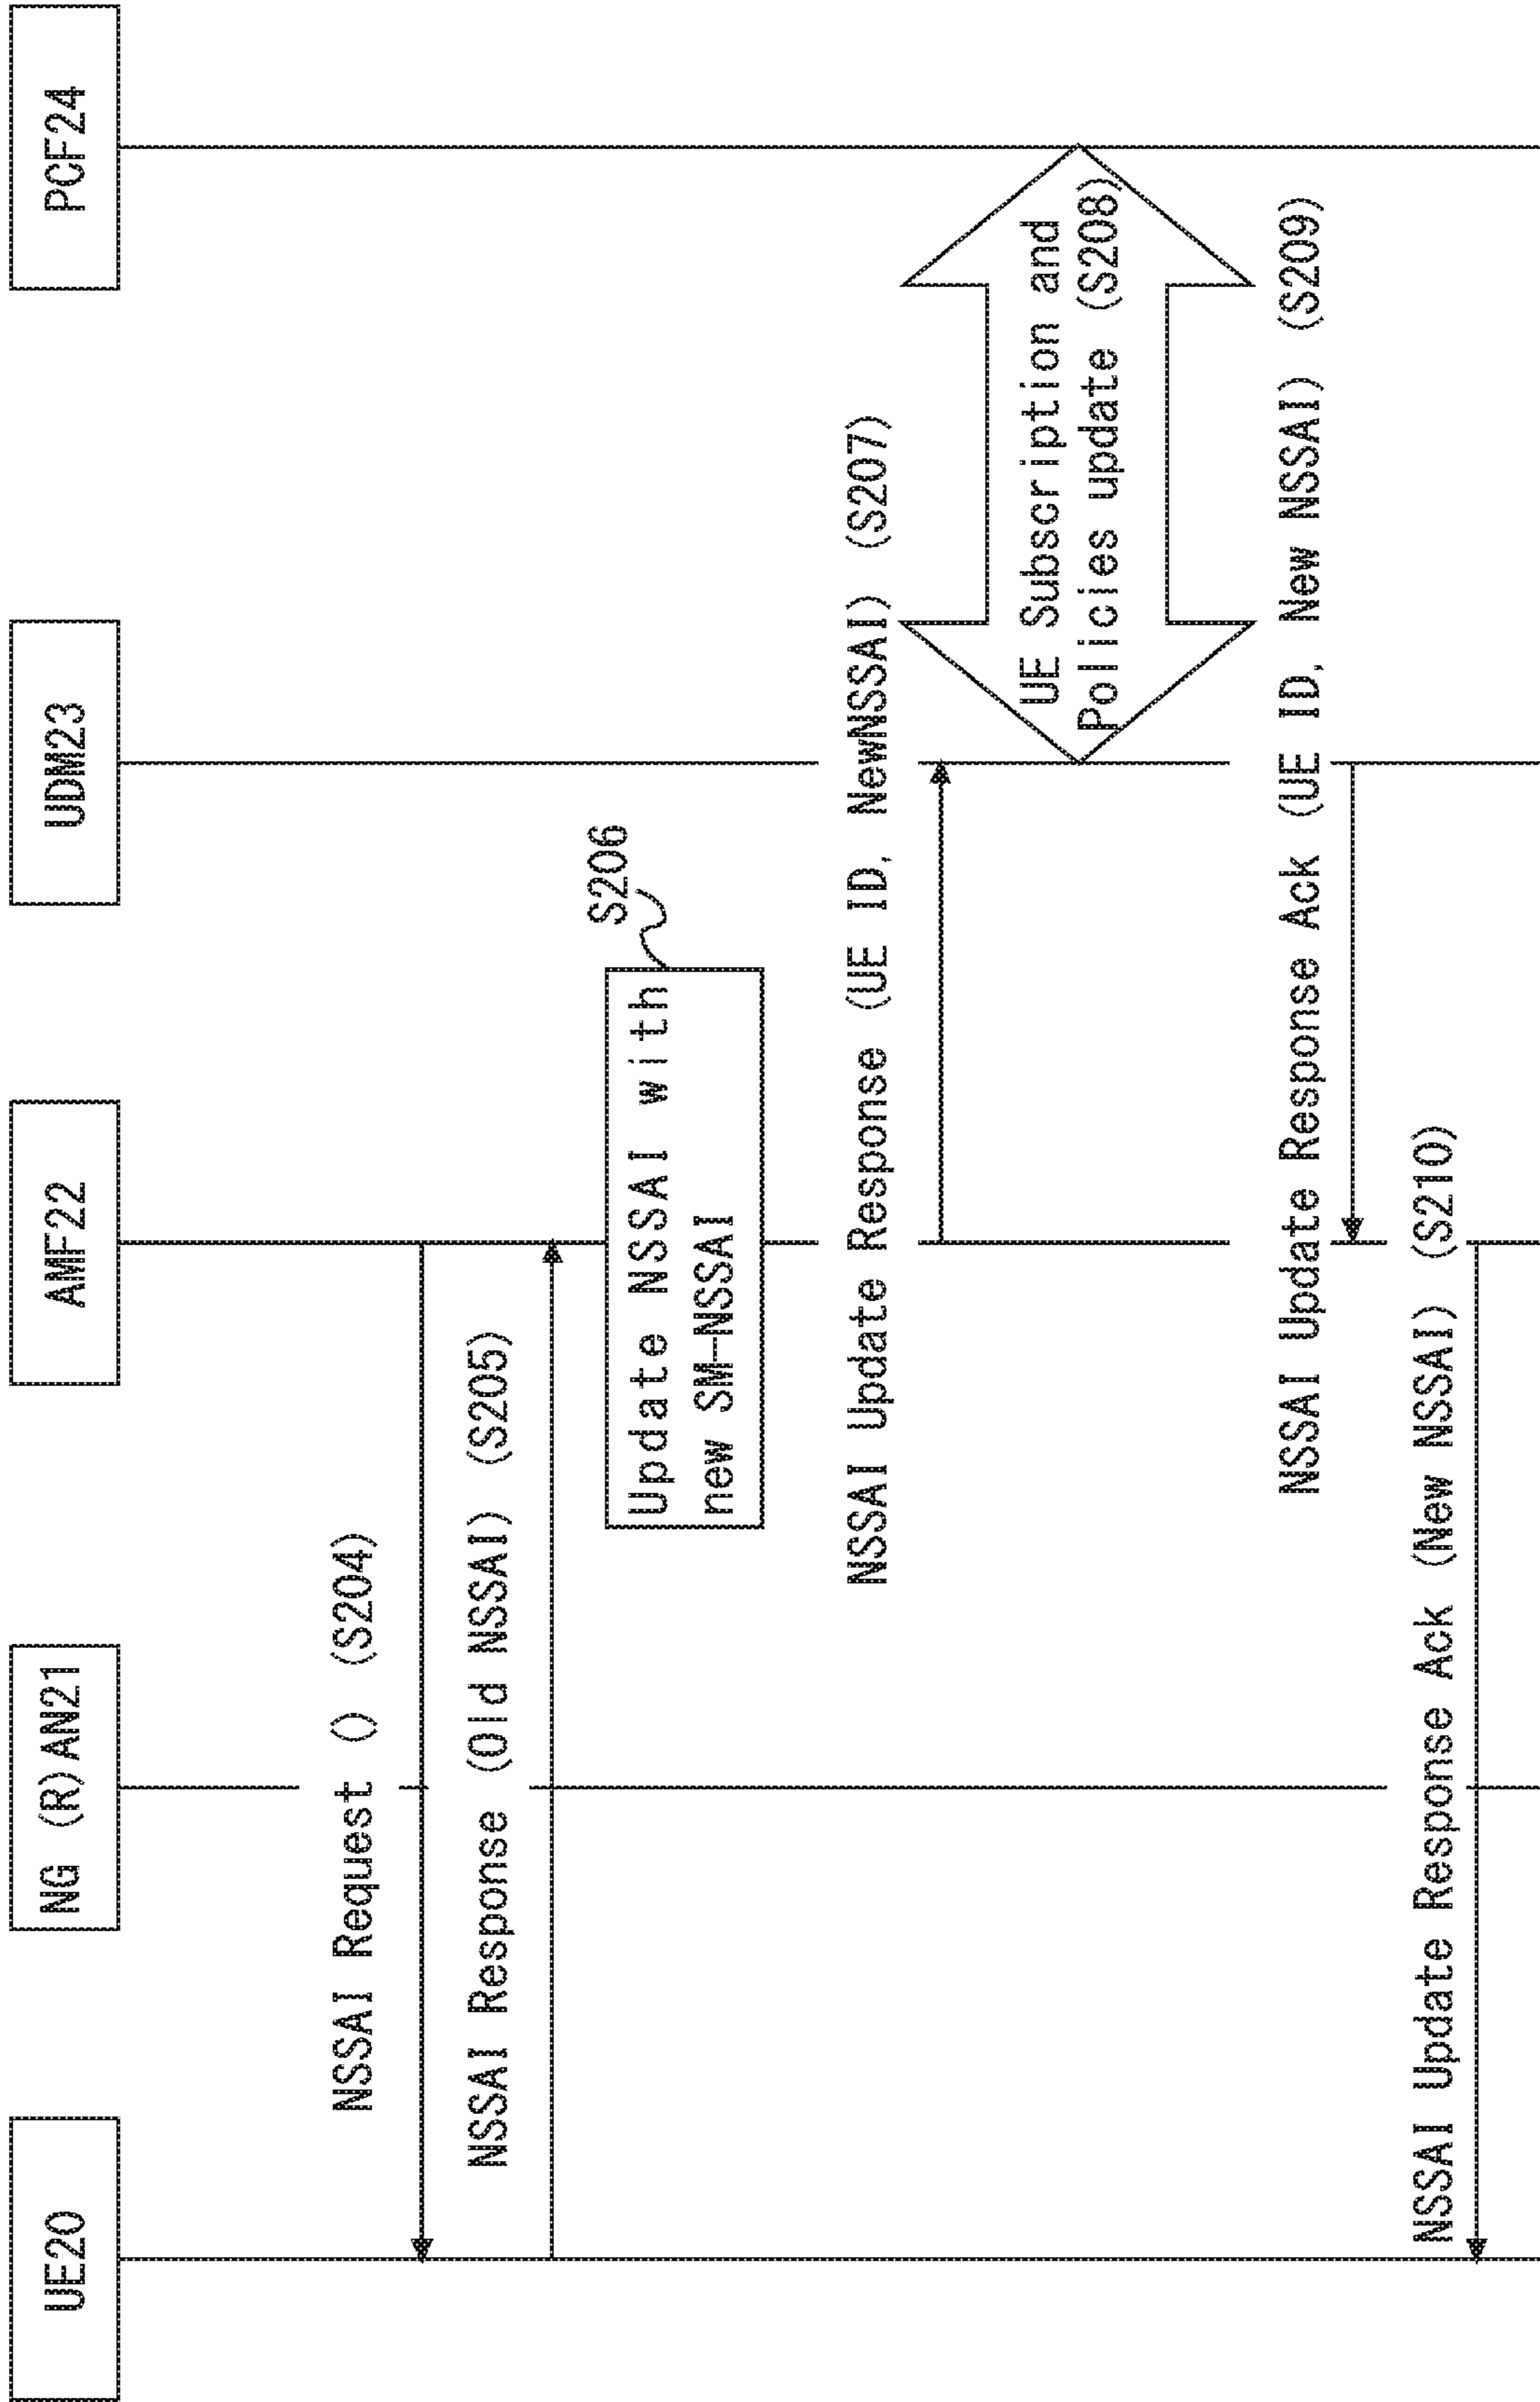 UE20
NG (R) AN21
AMF22
UDM23
PCF24
NSSAI Request () (S204)
NSSAI Response (Old NSSAI) (S205)
S206
Update NSSAI with
new SM-NSSAI
NSSAI Update Response (UE ID, NewNSSAI) (S207)
UE Subscription and
Policies update (S208)
NSSAI Update Response Ack (UE ID, New NSSAI) (S209)
NSSAI Update Response Ack (New NSSAI) (S210)